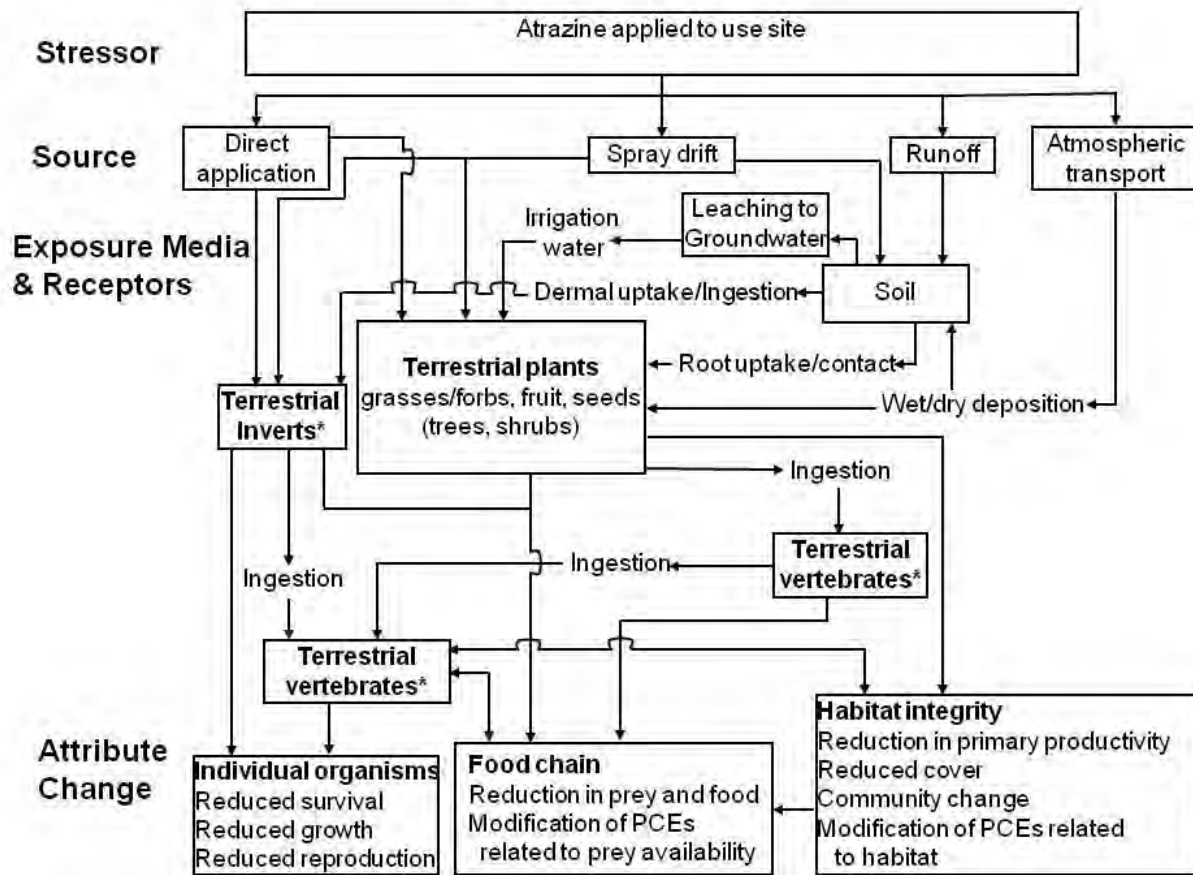 Stressor
Atrazine applied to use site
Source
Direct
application
Spray drift
Runoff
Atmospheric
transport
Exposure Media
& Receptors
Irrigation
water
Leaching to
Groundwater
Dermal uptake/Ingestion
Soil
Terrestrial plants
grasses/forbs, fruit, seeds
(trees, shrubs)
Root uptake/contact
Wet/dry deposition
Terrestrial
Inverts*
Ingestion
Terrestrial
vertebrates*
Ingestion
Ingestion
Terrestrial
vertebrates*
Attribute
Change
Individual organisms
Reduced survival
Reduced growth
Reduced reproduction
Food chain
Reduction in prey and food
Modification of PCEs
related to prey availability
Habitat integrity
Reduction in primary productivity
Reduced cover
Community change
Modification of PCEs related
to habitat